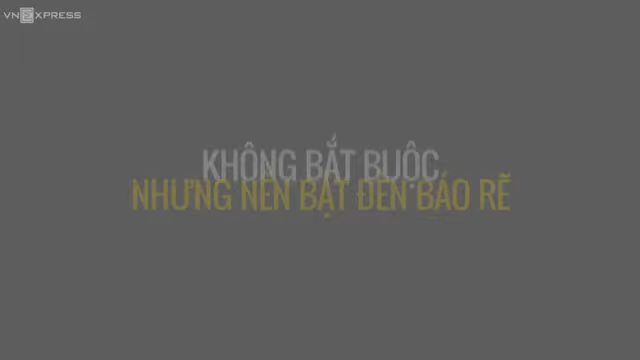 VNEXPRESS
KHÔNG BẮT BUỘC
NHƯNG NÊN BẬT ĐÈN BÁO RẼ